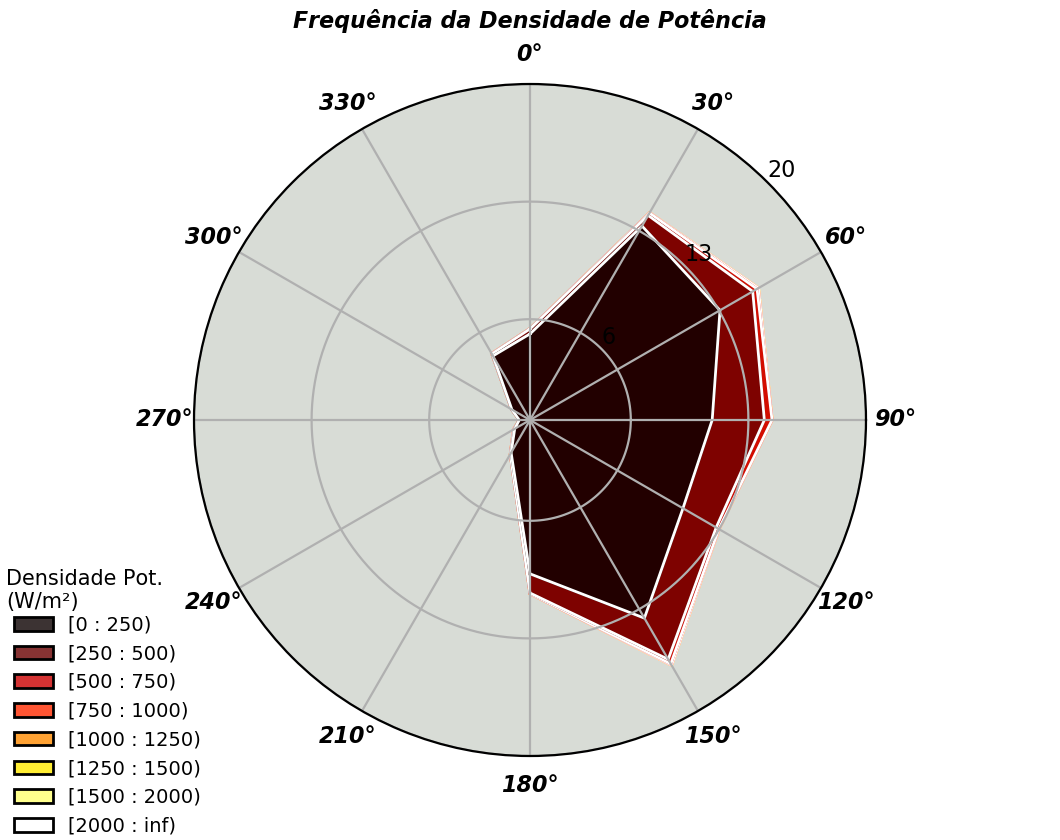 Frequência da Densidade de Potência
0°
330°
30°
20
300°
60°
13
6
270°
90°
240°
120°
210°
150°
180°
Densidade Pot.
(W/m²)
[0 : 250)
[250 : 500)
[500 : 750)
[750 : 1000)
[1000 : 1250)
[1250 : 1500)
[1500 : 2000)
[2000 : inf)